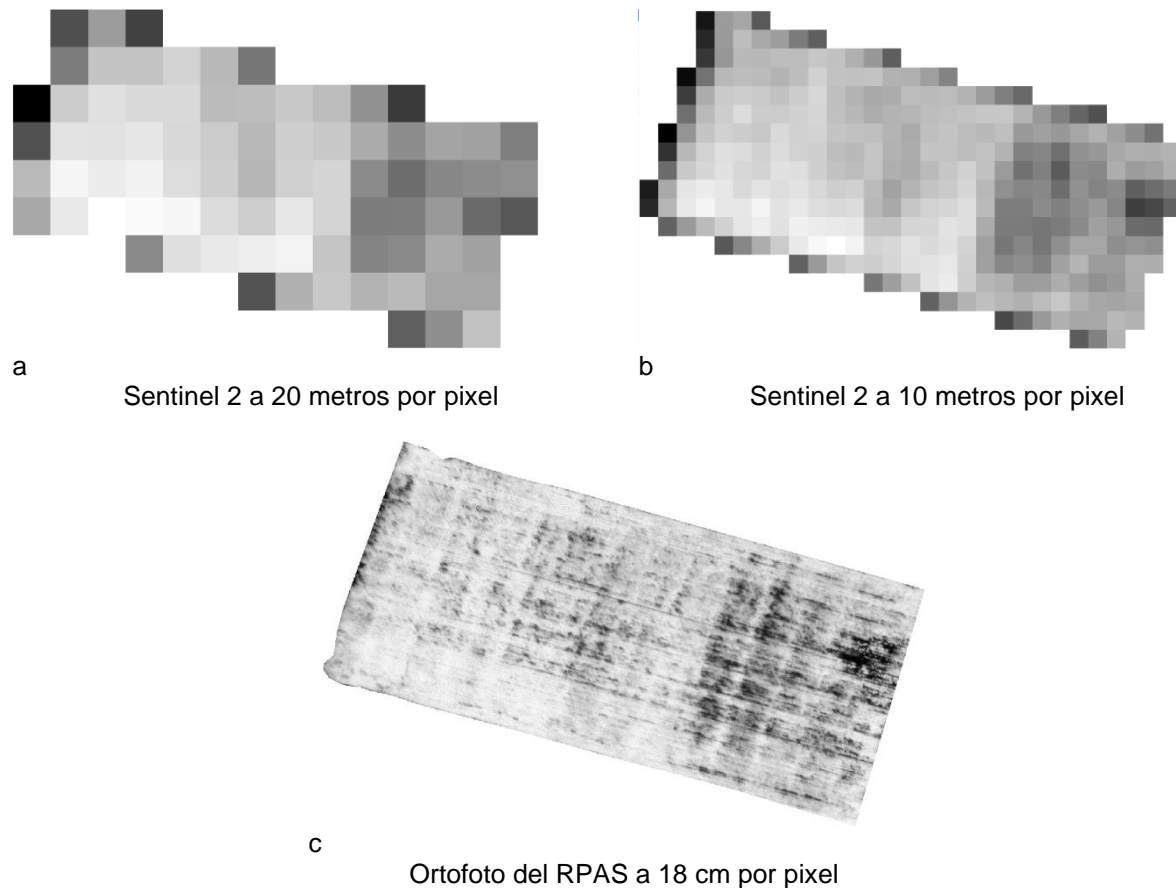 a
Sentinel 2 a 20 metros por pixel
b
Sentinel 2 a 10 metros por pixel
c
Ortofoto del RPAS a 18 cm por pixel